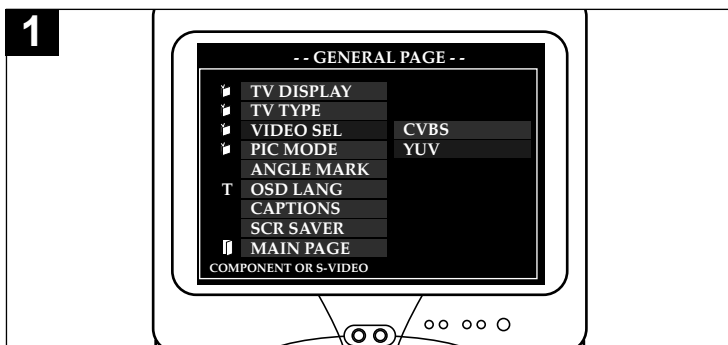 1
- - GENERAL PAGE - -
TV DISPLAY
TV TYPE
VIDEO SEL CVBS
PIC MODE YUV
ANGLE MARK
T OSD LANG
CAPTIONS
SCR SAVER
MAIN PAGE
COMPONENT OR S-VIDEO